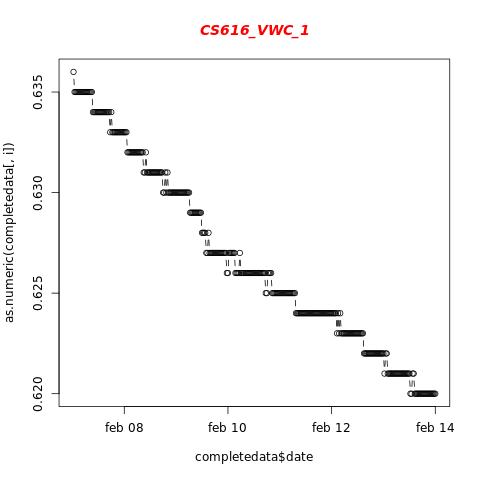 CS616_VWC_1
as.numeric(completedata[, i])
0.635
0.630
0.625
0.620
feb 08 feb 10 feb 12 feb 14
completedata$date